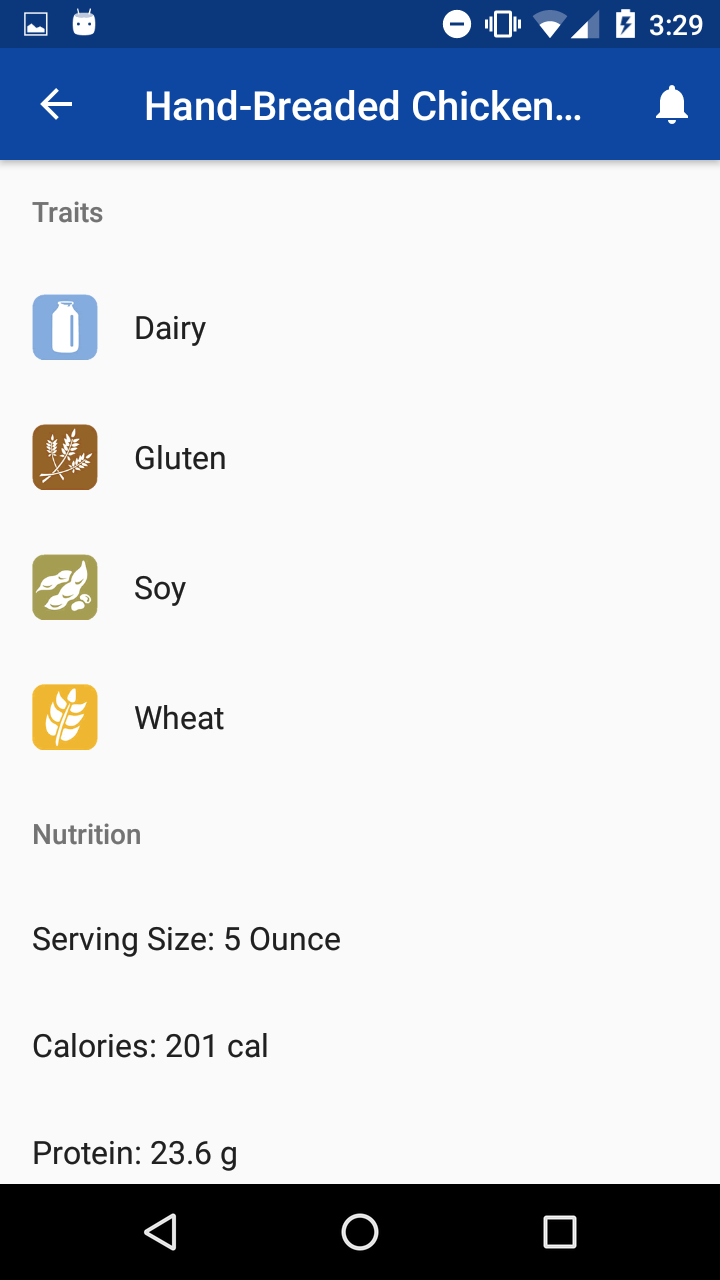 3:29
Hand-Breaded Chicken...
Traits
Dairy
Gluten
Soy
Wheat
Nutrition
Serving Size: 5 Ounce
Calories: 201 cal
Protein: 23.6 g